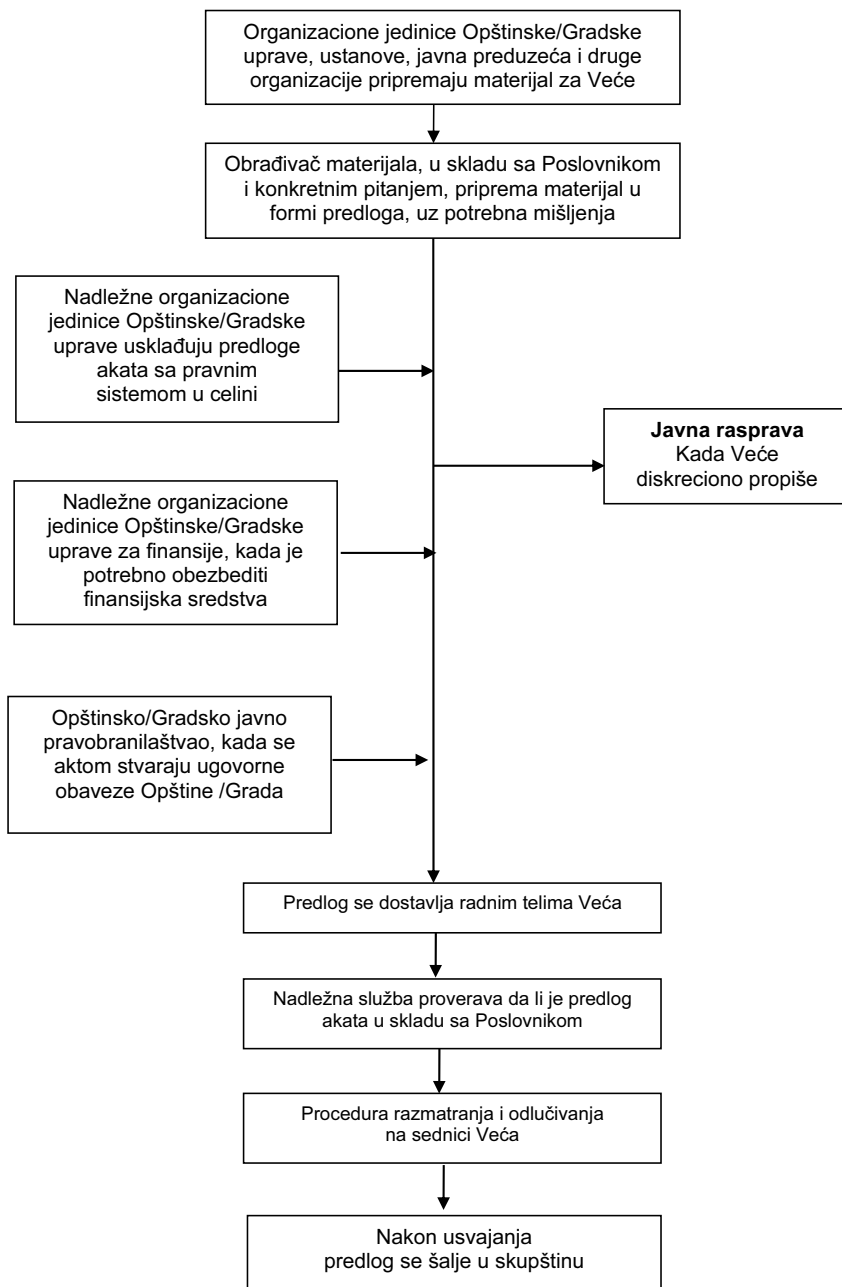 Organizacione jedinice Opštinske/Gradske
uprave, ustanove, javna preduzeća i druge
organizacije pripremaju materijal za Veće
Obrađivač materijala, u skladu sa Poslovnikom
i konkretnim pitanjem, priprema materijal u
formi predloga, uz potrebna mišljenja
Nadležne organizacione
jedinice Opštinske/Gradske
uprave usklađuju predloge
akata sa pravnim
sistemom u celini
Javna rasprava
Kada Veće
diskreciono propiše
Nadležne organizacione
jedinice Opštinske/Gradske
uprave za finansije, kada je
potrebno obezbediti
finansijska sredstva
Opštinsko/Gradsko javno
pravobranilaštvao, kada se
aktom stvaraju ugovorne
obaveze Opštine /Grada
Predlog se dostavlja radnim telima Veća
Nadležna služba proverava da li je predlog
akata u skladu sa Poslovnikom
Procedura razmatranja i odlučivanja
na sednici Veća
Nakon usvajanja
predlog se šalje u skupštinu